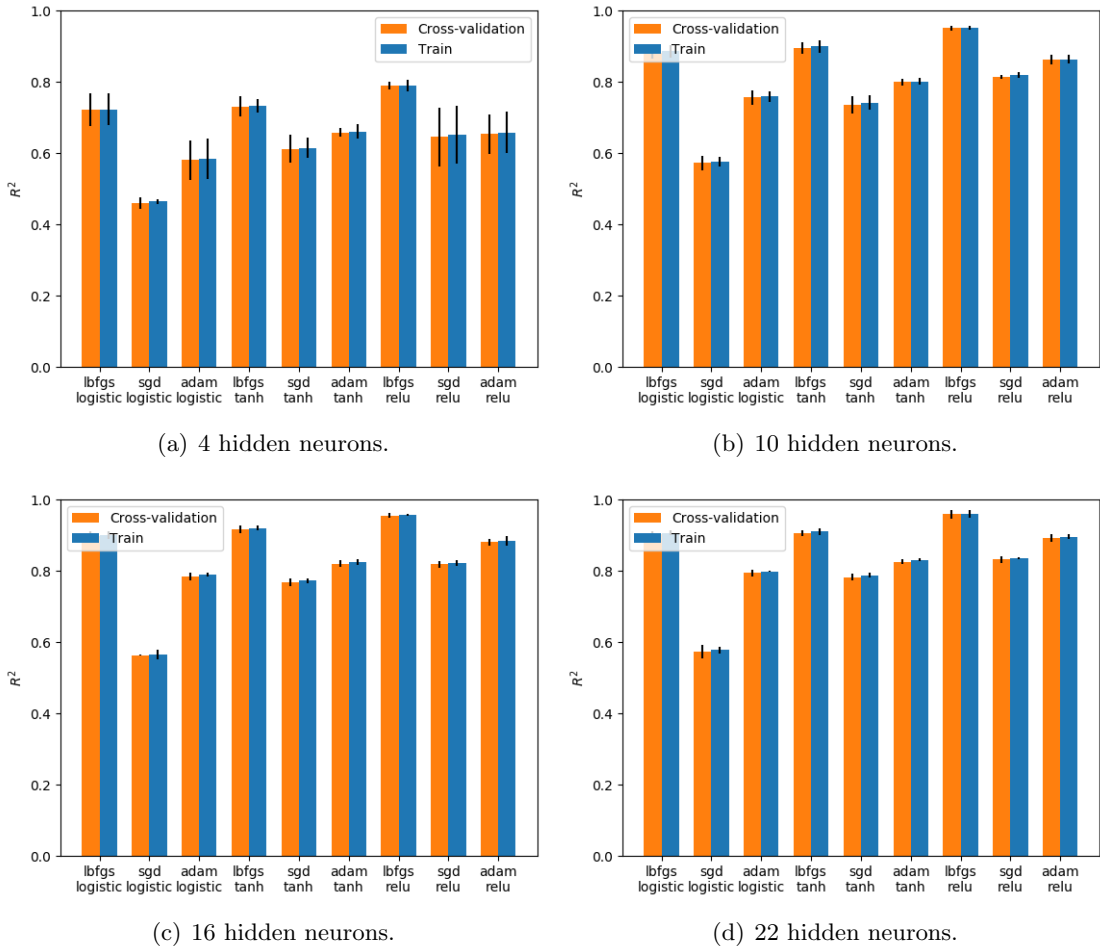 1.0
0.8
0.6
0.4
0.2
0.0
R²
Cross-validation
Train
lbfgs sgd adam lbfgs sgd adam lbfgs sgd adam
logistic logistic logistic tanh tanh tanh relu relu relu
(a) 4 hidden neurons.
1.0
0.8
0.6
0.4
0.2
0.0
R²
Cross-validation
Train
lbfgs sgd adam lbfgs sgd adam lbfgs sgd adam
logistic logistic logistic tanh tanh tanh relu relu relu
(b) 10 hidden neurons.
1.0
0.8
0.6
0.4
0.2
0.0
R²
Cross-validation
Train
lbfgs sgd adam lbfgs sgd adam lbfgs sgd adam
logistic logistic logistic tanh tanh tanh relu relu relu
(c) 16 hidden neurons.
1.0
0.8
0.6
0.4
0.2
0.0
R²
Cross-validation
Train
lbfgs sgd adam lbfgs sgd adam lbfgs sgd adam
logistic logistic logistic tanh tanh tanh relu relu relu
(d) 22 hidden neurons.